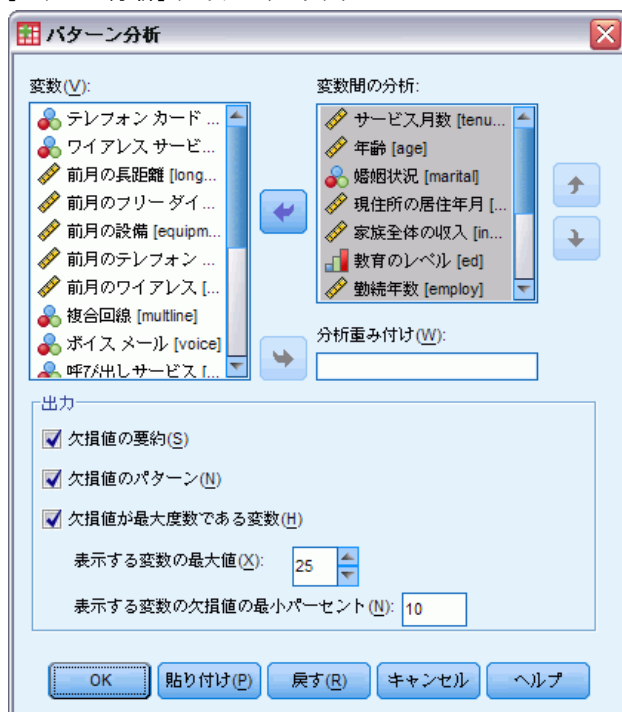 パターン分析
変数(V):
テレフォン カード ...
ワイアレス サービ...
前月の長距離 [long...
前月のフリー ダイ...
前月の設備 [equipm...
前月のテレフォン ...
前月のワイアレス [...
複合回線 [multline]
ボイス メール [voice]
呼び出しサービス [...
変数間の分析:
サービス月数 [tenu...
年齢 [age]
婚姻状況 [marital]
現住所の居住年月 [...
家族全体の収入 [in...
教育のレベル [ed]
勤続年数 [employ]
分析重み付け(W):
出力
欠損値の要約(S)
欠損値のパターン(N)
欠損値が最大度数である変数(H)
表示する変数の最大値(X): 25
表示する変数の欠損値の最小パーセント(N): 10
OK 貼り付け(P) 戻す(R) キャンセル ヘルプ